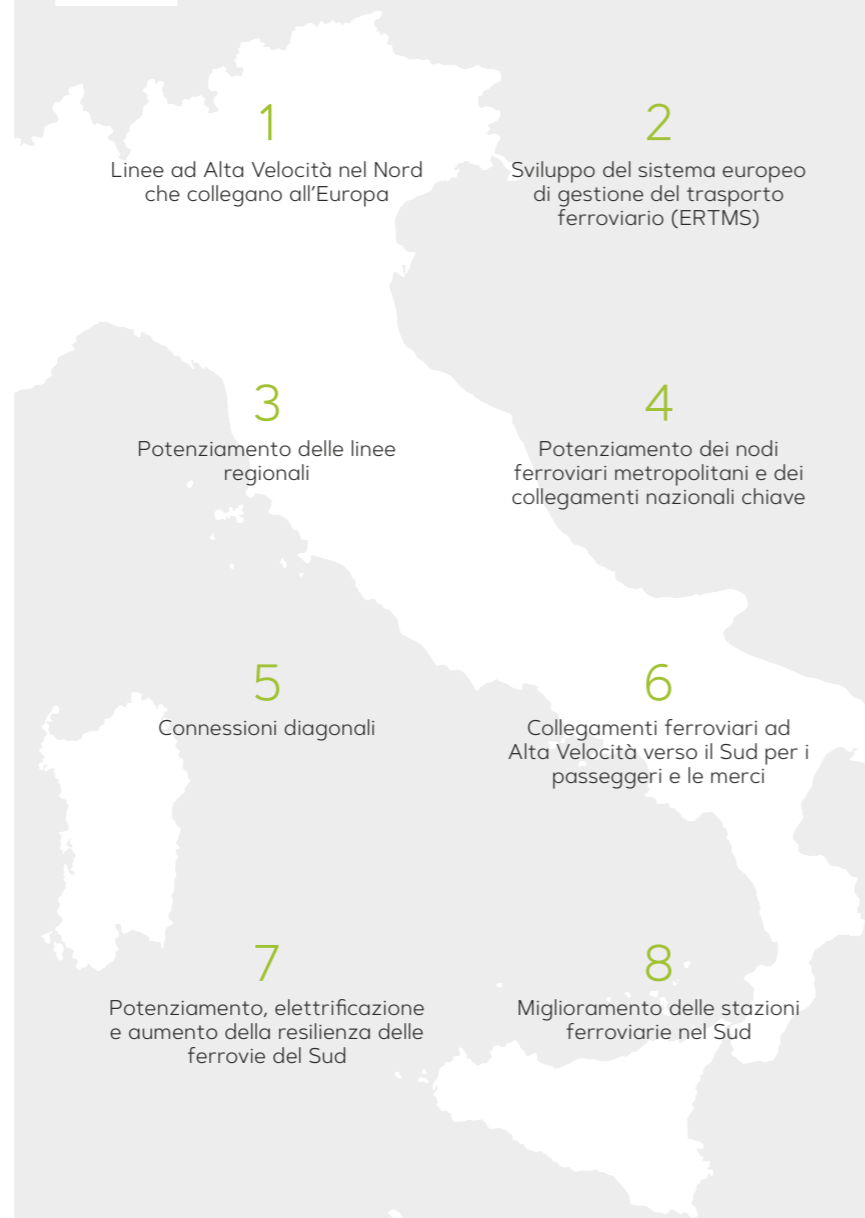 1
Linee ad Alta Velocità nel Nord
che collegano all’Europa
2
Sviluppo del sistema europeo
di gestione del trasporto
ferroviario (ERTMS)
3
Potenziamento delle linee
regionali
4
Potenziamento dei nodi
ferroviari metropolitani e dei
collegamenti nazionali chiave
5
Connessioni diagonali
6
Collegamenti ferroviari ad
Alta Velocità verso il Sud per i
passeggeri e le merci
7
Potenziamento, elettrificazione
e aumento della resilienza delle
ferrovie del Sud
8
Miglioramento delle stazioni
ferroviarie nel Sud